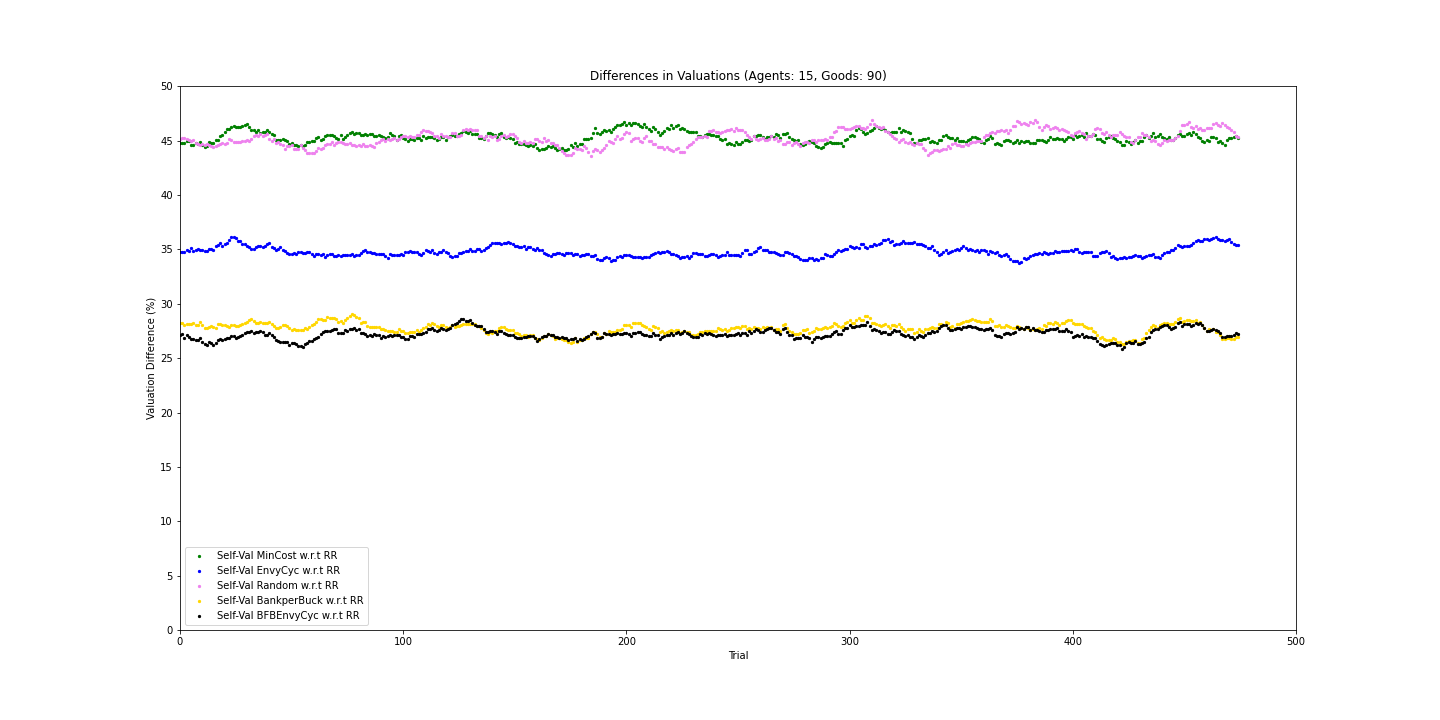 Differences in Valuations (Agents: 15, Goods: 90)
50
45
40
35
30
25
20
15
10
5
0
Valuation Difference (%)
Self-Val MinCost w.r.t RR
Self-Val EnvyCyc w.r.t RR
Self-Val Random w.r.t RR
Self-Val BankperBuck w.r.t RR
Self-Val BFBEnvyCyc w.r.t RR
0 100 200 300 400 500
Trial